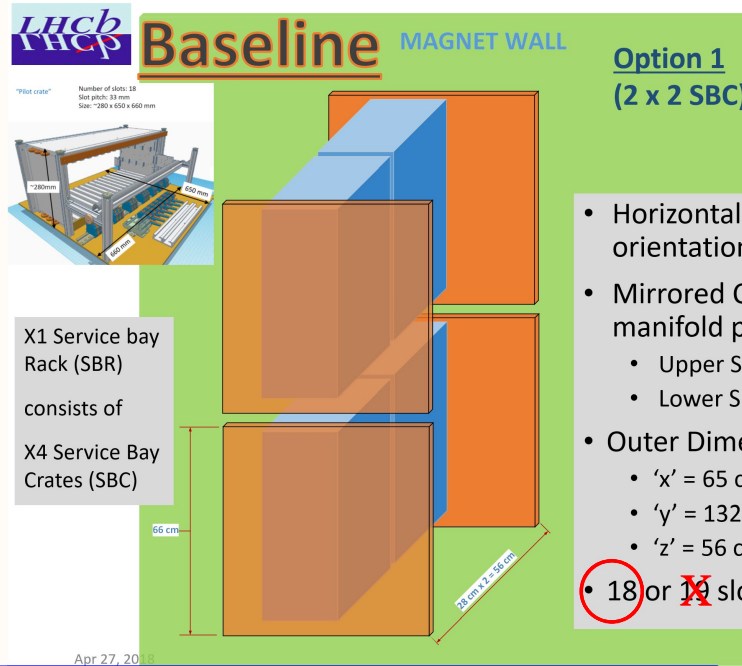 LHCb
THCp
Baseline
MAGNET WALL
Option 1
(2 x 2 SBC)
"Pilot crate"
Number of slots: 18
Slot pitch: 33 mm
Size: ~280 x 650 x 660 mm
~280mm
650 mm
660 mm
• Horizontal
orientation
• Mirrored C
manifold p
• Upper S
• Lower S
• Outer Dime
• ‘x’ = 65 c
• ‘y’ = 132
• ‘z’ = 56 c
• 18 or 19 slo
X
X1 Service bay
Rack (SBR)
consists of
X4 Service Bay
Crates (SBC)
66 cm
28 cm x 2 = 56 cm
Apr 27, 2018